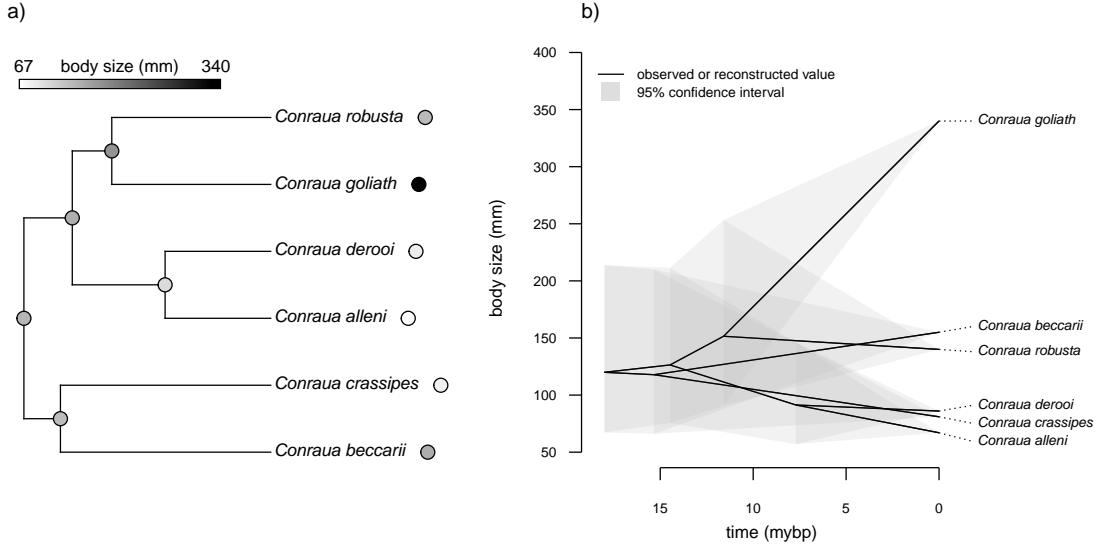 a)
67 body size (mm) 340
Conraua robusta
Conraua goliath
Conraua derooi
Conraua alleni
Conraua crassipes
Conraua beccarii
b)
body size (mm)
400
350
300
250
200
150
100
50
observed or reconstructed value
95% confidence interval
Conraua goliath
Conraua beccarii
Conraua robusta
Conraua derooi
Conraua crassipes
Conraua alleni
15 10 5 0
time (mybp)